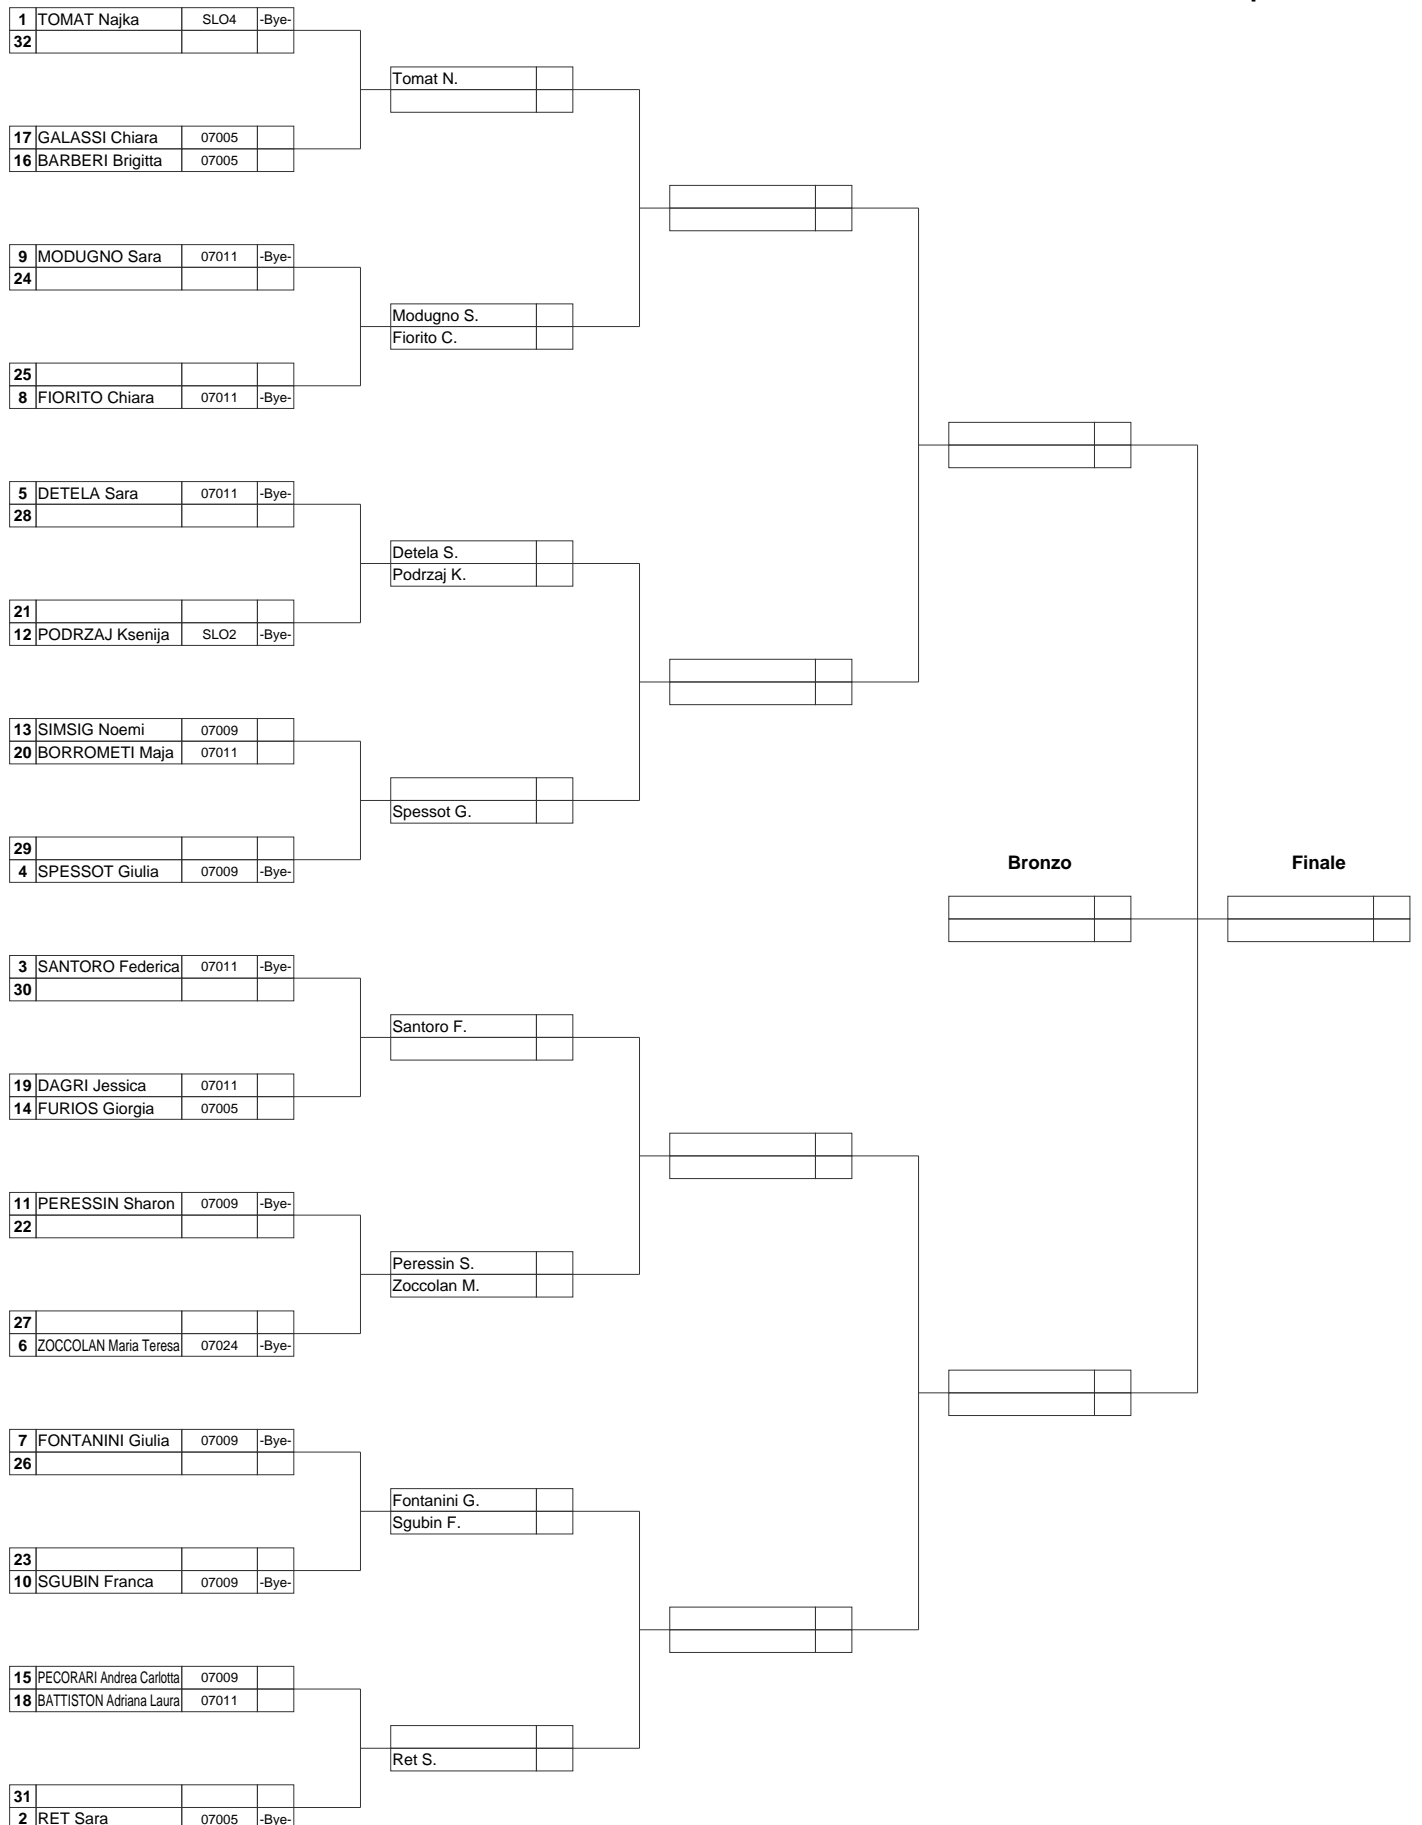 1 TOMAT Najka SLO4 -Bye-
32
Tomat N.
17 GALASSI Chiara 07005
16 BARBERI Brigitta 07005
9 MODUGNO Sara 07011 -Bye-
24
Modugno S.
Fiorito C.
25
8 FIORITO Chiara 07011 -Bye-
5 DETELA Sara 07011 -Bye-
28
Detela S.
Podrzaj K.
21
12 PODRZAJ Ksenija SLO2 -Bye-
13 SIMSIG Noemi 07009
20 BORROMETI Maja 07011
Spessot G.
29
4 SPESSOT Giulia 07009 -Bye-
Bronzo Finale
3 SANTORO Federica 07011 -Bye-
30
Santoro F.
19 DAGRI Jessica 07011
14 FURIOS Giorgia 07005
11 PERESSIN Sharon 07009 -Bye-
22
Peressin S.
Zoccolan M.
27
6 ZOCCOLAN Maria Teresa 07024 -Bye-
7 FONTANINI Giulia 07009 -Bye-
26
Fontanini G.
Sgubin F.
23
10 SGUBIN Franca 07009 -Bye-
15 PECORARI Andrea Carlotta 07009
18 BATTISTON Adriana Laura 07011
Ret S.
31
2 RET Sara 07005 -Bye-